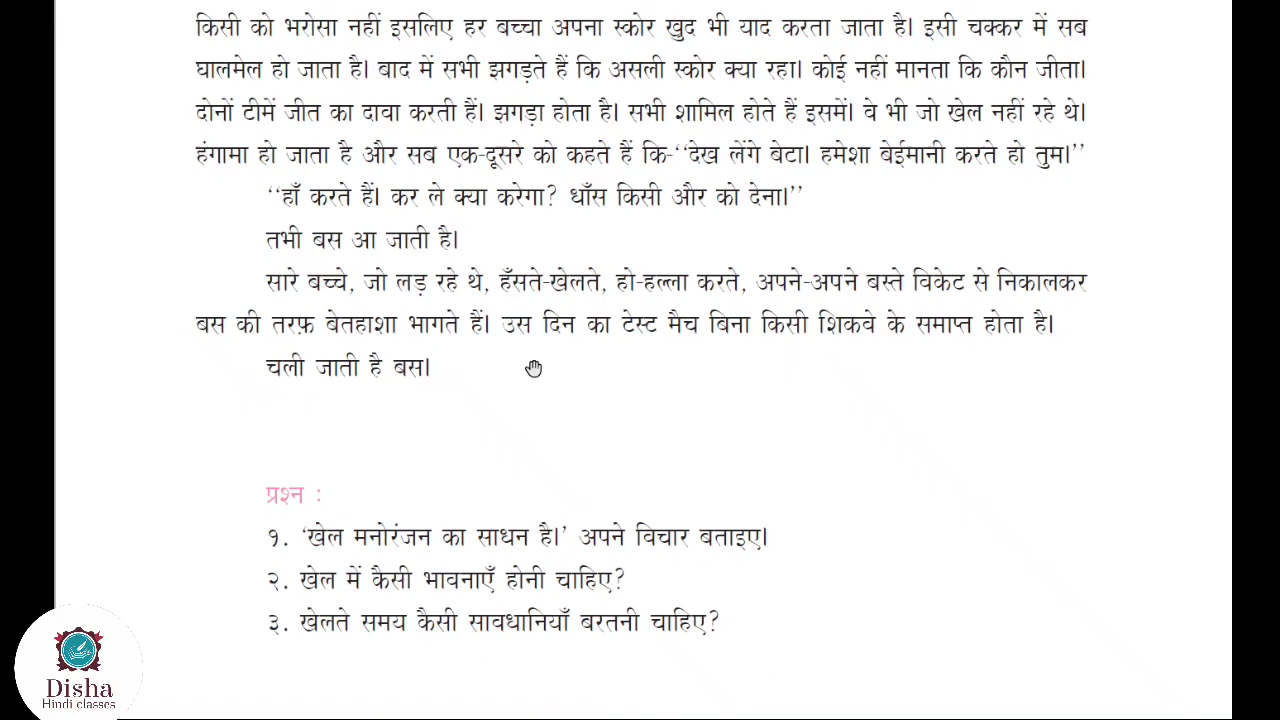 किसी को भरोसा नहीं इसलिए हर बच्चा अपना स्कोर खुद भी याद करता जाता है। इसी चक्कर में सब
घालमेल हो जाता है। बाद में सभी झगड़ते हैं कि असली स्कोर क्या रहा। कोई नहीं मानता कि कौन जीता।
दोनों टीमें जीत का दावा करती हैं। झगड़ा होता है। सभी शामिल होते हैं इसमें। वे भी जो खेल नहीं रहे थे।
हंगामा हो जाता है और सब एक-दूसरे को कहते हैं कि-‘‘देख लेंगे बेटा। हमेशा बेईमानी करते हो तुम।’’
‘‘हाँ करते हैं। कर ले क्या करेगा? धाँस किसी और को देना।’’
तभी बस आ जाती है।
सारे बच्चे, जो लड़ रहे थे, हँसते-खेलते, हो-हल्ला करते, अपने-अपने बस्ते विकेट से निकालकर
बस की तरफ़ बेतहाशा भागते हैं। उस दिन का टेस्ट मैच बिना किसी शिकवे के समाप्त होता है।
चली जाती है बस।
प्रश्न :
१. ‘खेल मनोरंजन का साधन है।’ अपने विचार बताइए।
२. खेल में कैसी भावनाएँ होनी चाहिए?
३. खेलते समय कैसी सावधानियाँ बरतनी चाहिए?
Disha
Hindi classes